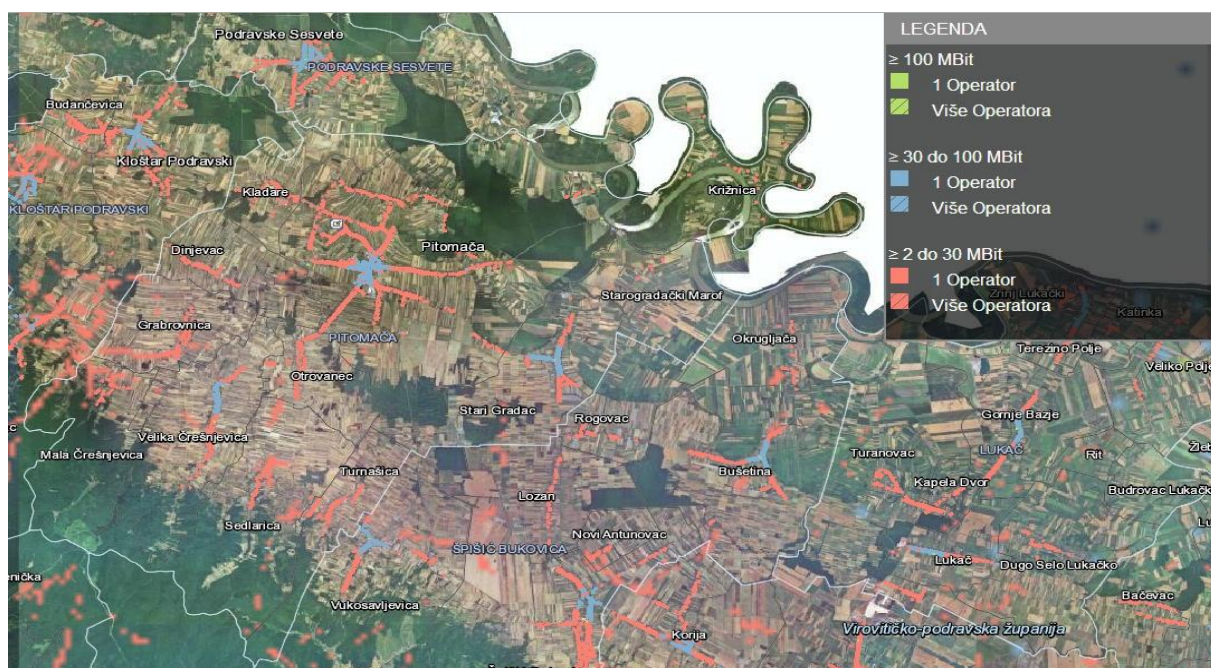 LEGENDA
≥ 100 MBit
1 Operator
Više Operatora
≥ 30 do 100 MBit
1 Operator
Više Operatora
≥ 2 do 30 MBit
1 Operator
Više Operatora
Podravske Sesvete
PODRAVSKE SESVETE
Budančevica
Kloštar Podravski
KLOŠTAR PODRAVSKI
Kladare
Križnica
Dinjevac
Pitomača
Starogradački Marof
Zrinj Lukački
Katinka
Grabrovnica
PITOMAČA
Okrugljača
Terezino Polje
Veliko Polje
Otrovanec
Stari Gradac
Rogovac
Gornje Bazje
Velika Črešnjevica
Mala Črešnjevica
Turnašica
Bušetina
Turanovac
LUKAČ
Rit
Kapela Dvor
Budrovac Lukački
Lozan
Sedlarica
Novi Antunovac
ŠPIŠIĆ BUKOVICA
Lukač
Dugo Selo Lukačko
Vukosavljevica
Bačevac
Korija
Virovitičko-podravska županija